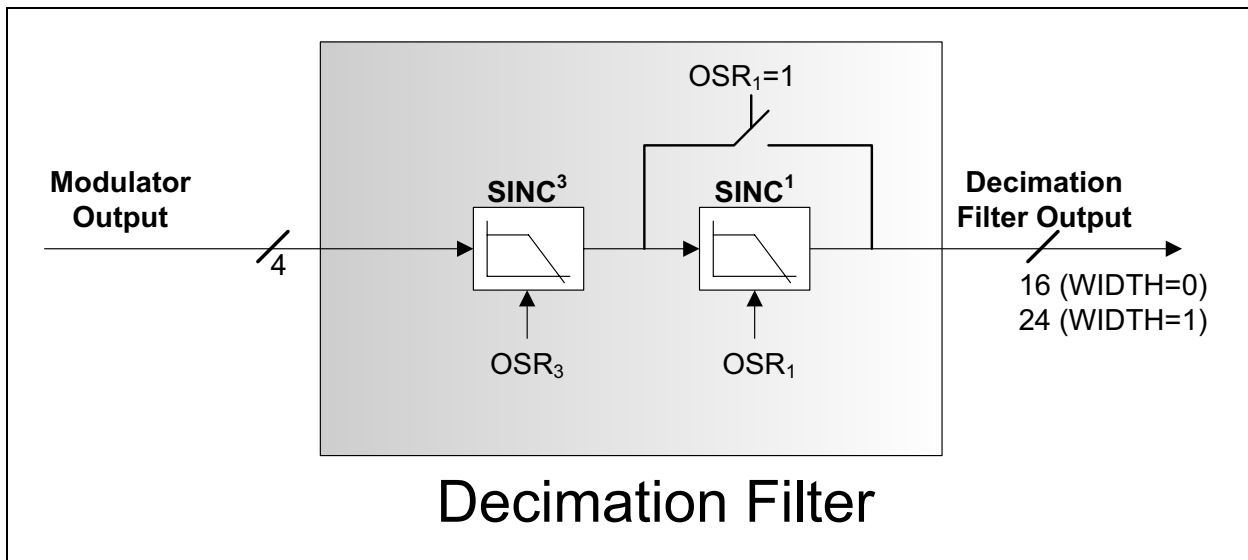 OSR₁=1
Modulator
Output
4
SINC³
SINC¹
OSR₃
OSR₁
Decimation
Filter Output
16 (WIDTH=0)
24 (WIDTH=1)
Decimation Filter